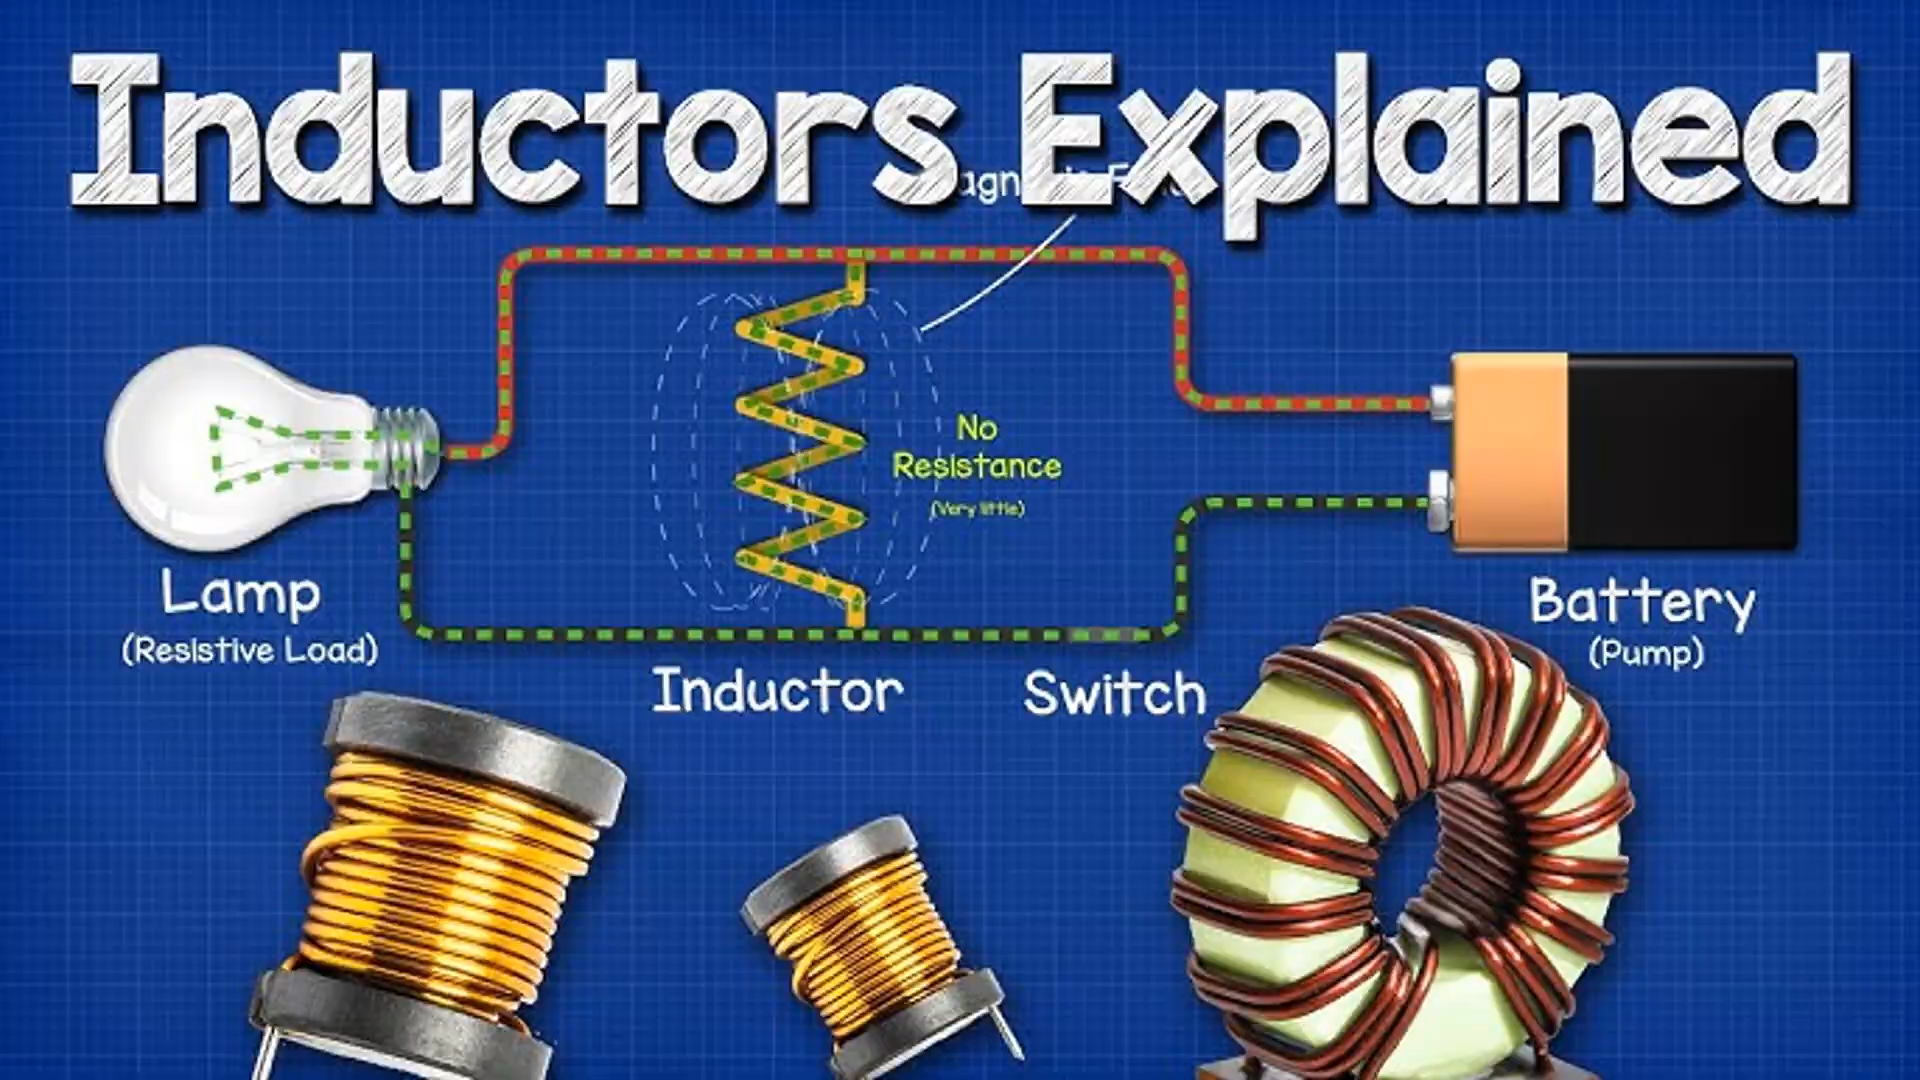 Inductors Explained
No
Resistance
(Very little)
Lamp
(Resistive Load)
Battery
(Pump)
Inductor
Switch